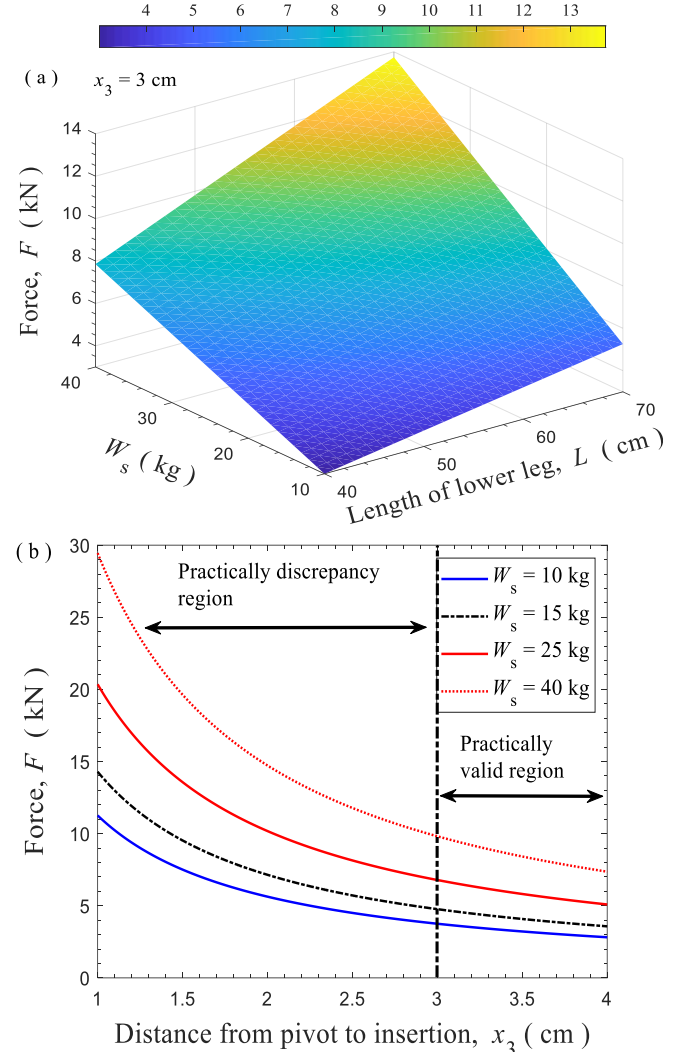 4 5 6 7 8 9 10 11 12 13
( a ) x3 = 3 cm
14
12
10
8
6
4
Force, F ( kN )
40
30
20
10
Ws ( kg )
40
50
60
70
Length of lower leg, L ( cm )
( b )
30
25
20
15
10
5
0
Force, F ( kN )
Practically discrepancy
region
Ws = 10 kg
Ws = 15 kg
Ws = 25 kg
Ws = 40 kg
Practically
valid region
1 1.5 2 2.5 3 3.5 4
Distance from pivot to insertion, x3 ( cm )